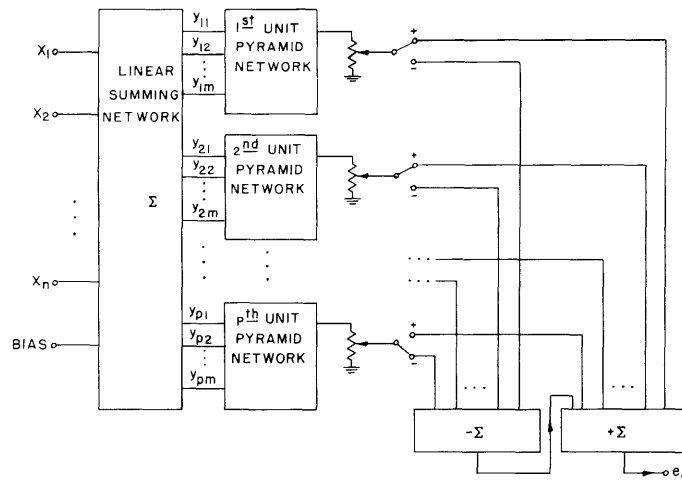 X₁
X₂
Xₙ
BIAS
LINEAR
SUMMING
NETWORK
Σ
y₁₁
y₁₂
y₁ₘ
1st UNIT
PYRAMID
NETWORK
+
−
y₂₁
y₂₂
y₂ₘ
2nd UNIT
PYRAMID
NETWORK
+
−
yₚ₁
yₚ₂
yₚₘ
pth UNIT
PYRAMID
NETWORK
+
−
−Σ
+Σ